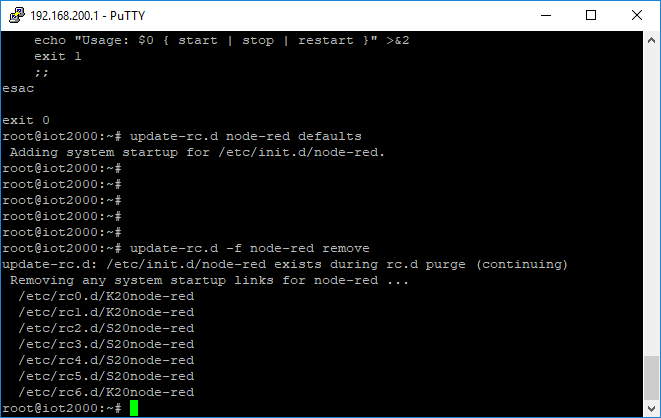 192.168.200.1 - PuTTY
    echo "Usage: $0 { start | stop | restart }" >&2
    exit 1
    ;;
esac
exit 0
root@iot2000:~# update-rc.d node-red defaults
 Adding system startup for /etc/init.d/node-red.
root@iot2000:~#
root@iot2000:~#
root@iot2000:~#
root@iot2000:~#
root@iot2000:~#
root@iot2000:~# update-rc.d -f node-red remove
update-rc.d: /etc/init.d/node-red exists during rc.d purge (continuing)
 Removing any system startup links for node-red ...
  /etc/rc0.d/K20node-red
  /etc/rc1.d/K20node-red
  /etc/rc2.d/S20node-red
  /etc/rc3.d/S20node-red
  /etc/rc4.d/S20node-red
  /etc/rc5.d/S20node-red
  /etc/rc6.d/K20node-red
root@iot2000:~#